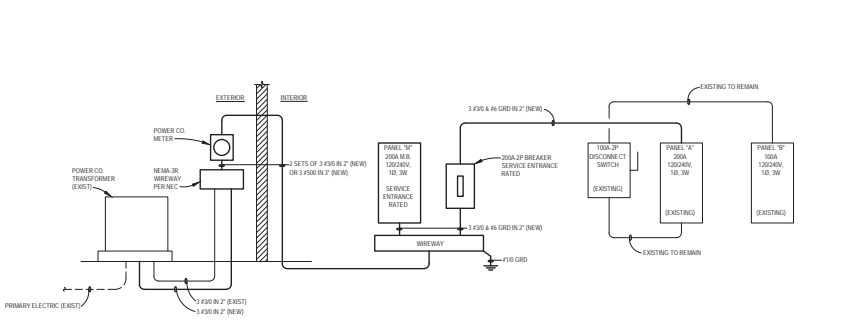 EXISTING TO REMAIN
EXTERIOR
INTERIOR
3 #3/0 & #6 GRD IN 2" (NEW)
POWER CO.
METER
2 SETS OF 3 #3/0 IN 2" (NEW)
OR 3 #500 IN 3" (NEW)
PANEL "M"
200A M.B.
120/240V,
1Ø, 3W
SERVICE
ENTRANCE
RATED
200A-2P BREAKER
SERVICE ENTRANCE
RATED
100A-2P
DISCONNECT
SWITCH
(EXISTING)
PANEL "A"
200A
120/240V,
1Ø, 3W
(EXISTING)
PANEL "B"
100A
120/240V,
1Ø, 3W
(EXISTING)
POWER CO.
TRANSFORMER
(EXIST)
NEMA-3R
WIREWAY
PER NEC
3 #3/0 & #6 GRD IN 2" (NEW)
WIREWAY
EXISTING TO REMAIN
#1/0 GRD
PRIMARY ELECTRIC (EXIST)
3 #3/0 IN 2" (EXIST)
3 #3/0 IN 2" (NEW)